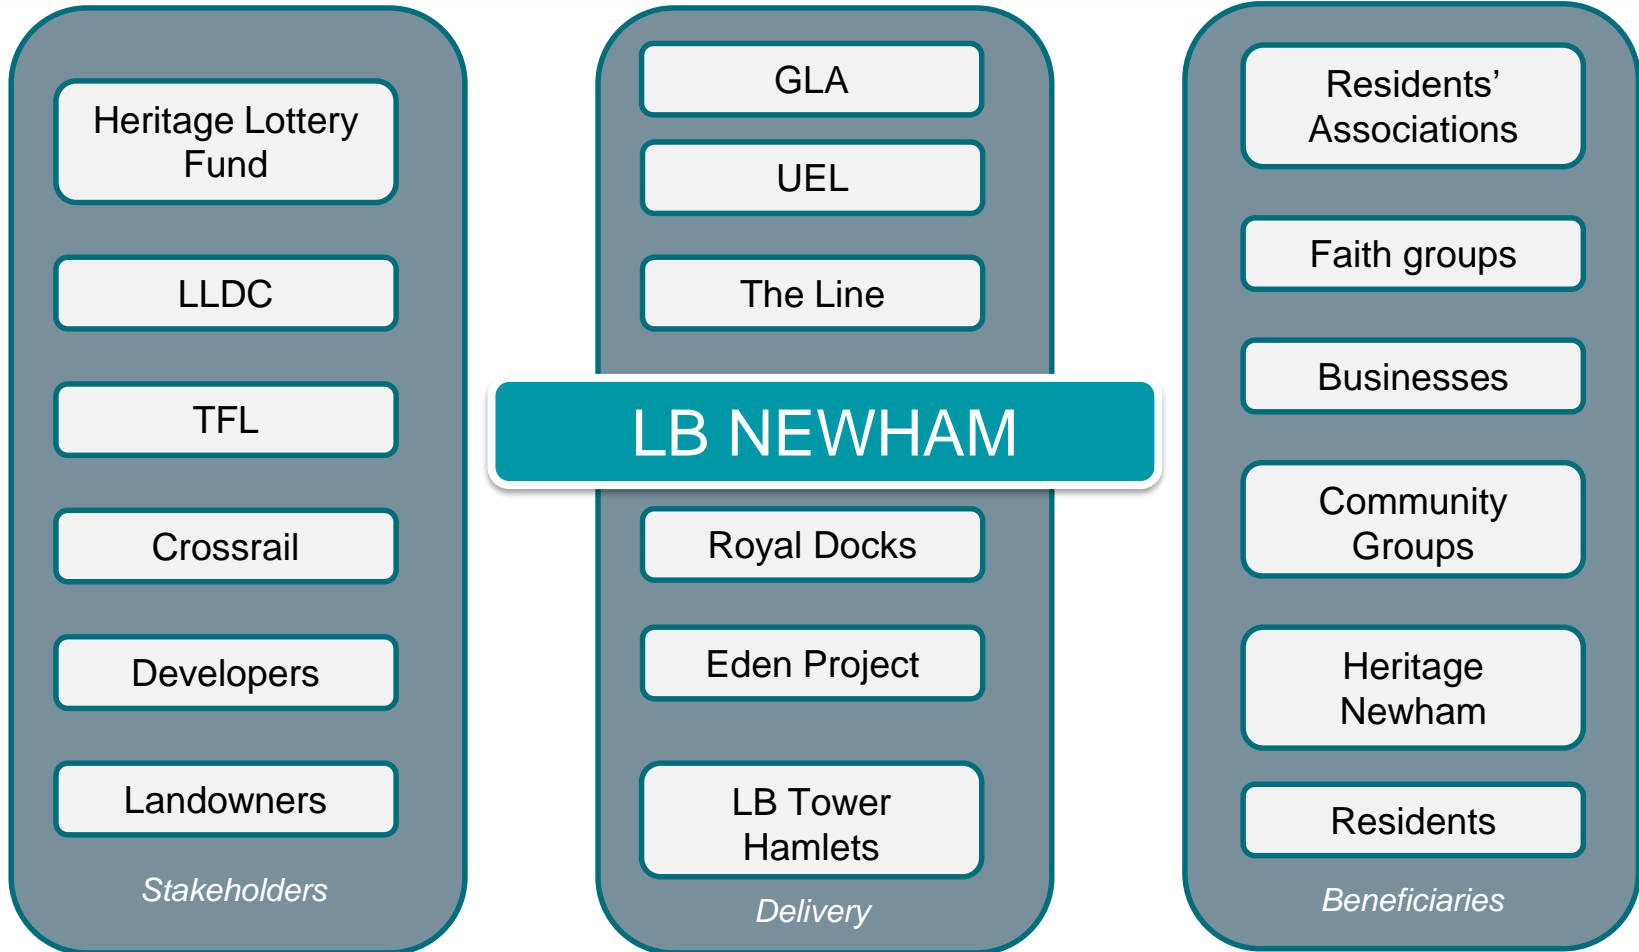 Heritage Lottery
Fund
LLDC
TFL
Crossrail
Developers
Landowners
Stakeholders
GLA
UEL
The Line
LB NEWHAM
Royal Docks
Eden Project
LB Tower
Hamlets
Delivery
Residents’
Associations
Faith groups
Businesses
Community
Groups
Heritage
Newham
Residents
Beneficiaries